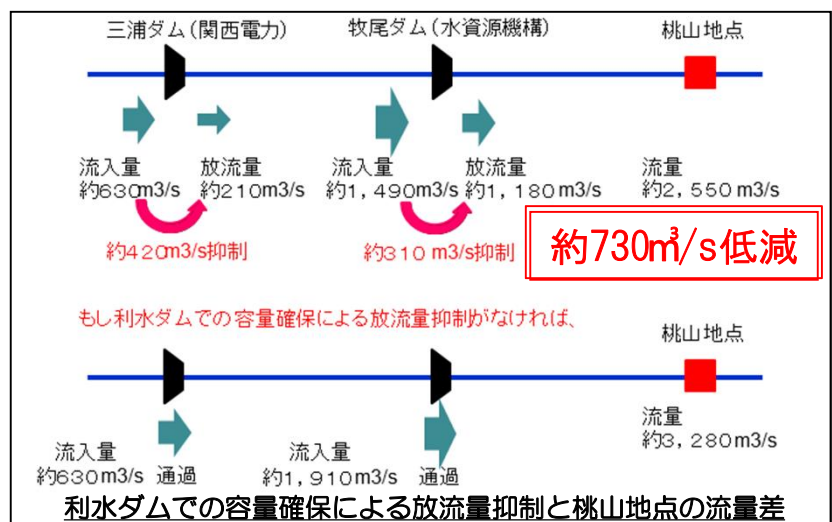 三浦ダム(関西電力) 牧尾ダム(水資源機構) 桃山地点
流入量 放流量 流入量 放流量 流量
約630m3/s 約210m3/s 約1,490m3/s 約1,180m3/s 約2,550m3/s
約420m3/s抑制 約310 m3/s抑制
約730㎥/s低減
もし利水ダムでの容量確保による放流量抑制がなければ、
桃山地点
流量
約3,280m3/s
流入量 流入量
約630m3/s 通過 約1,910m3/s 通過
利水ダムでの容量確保による放流量抑制と桃山地点の流量差